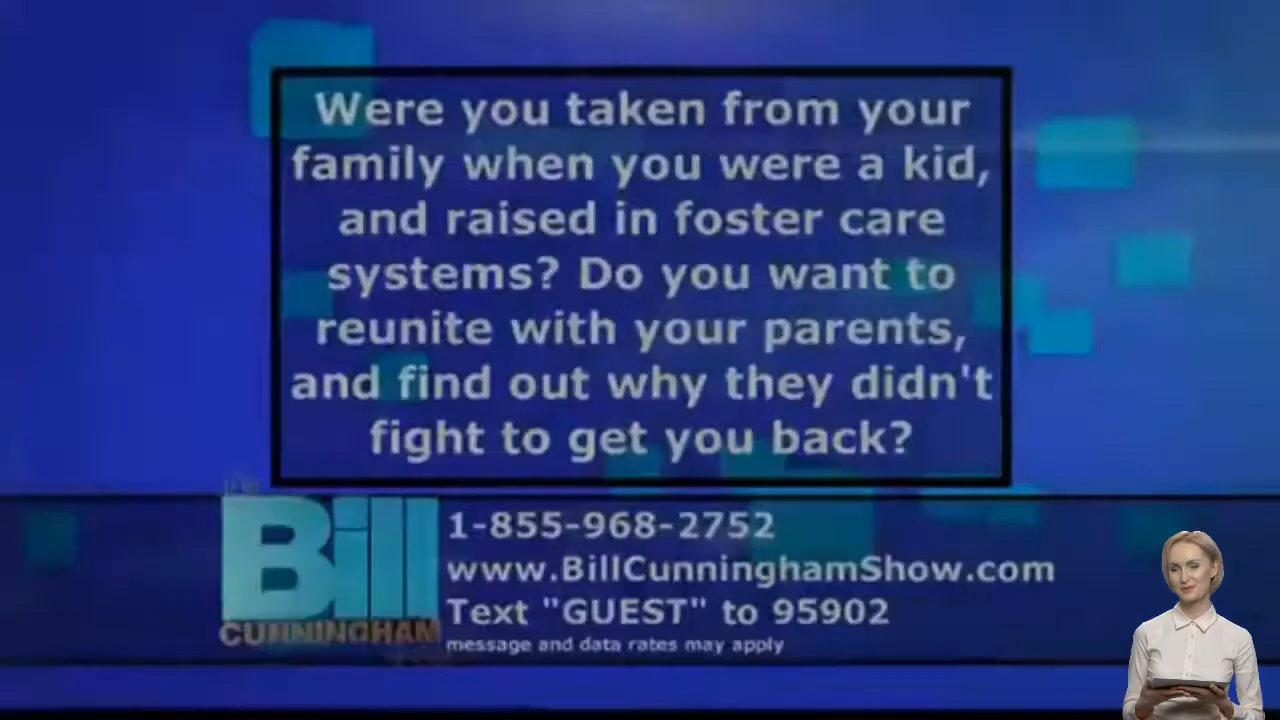 Were you taken from your
family when you were a kid,
and raised in foster care
systems? Do you want to
reunite with your parents,
and find out why they didn't
fight to get you back?
THE
Bill
CUNNINGHAM
1-855-968-2752
www.BillCunninghamShow.com
Text "GUEST" to 95902
message and data rates may apply